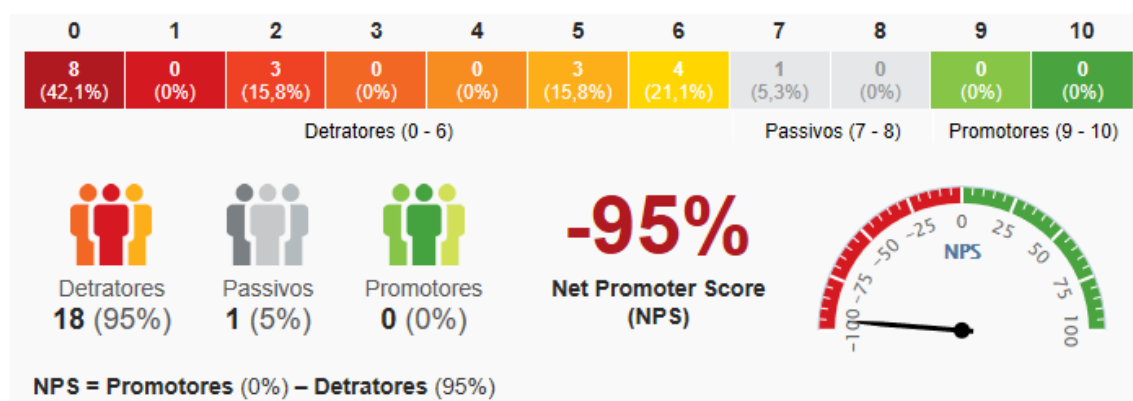 0 1 2 3 4 5 6 7 8 9 10
8 0 3 0 0 3 4 1 0 0 0
(42,1%) (0%) (15,8%) (0%) (0%) (15,8%) (21,1%) (5,3%) (0%) (0%) (0%)
Detratores (0 - 6) Passivos (7 - 8) Promotores (9 - 10)
Detratores
18 (95%)
Passivos
1 (5%)
Promotores
0 (0%)
-95%
Net Promoter Score
(NPS)
-100 -75 -50 -25 0 25 50 75 100
NPS
NPS = Promotores (0%) – Detratores (95%)